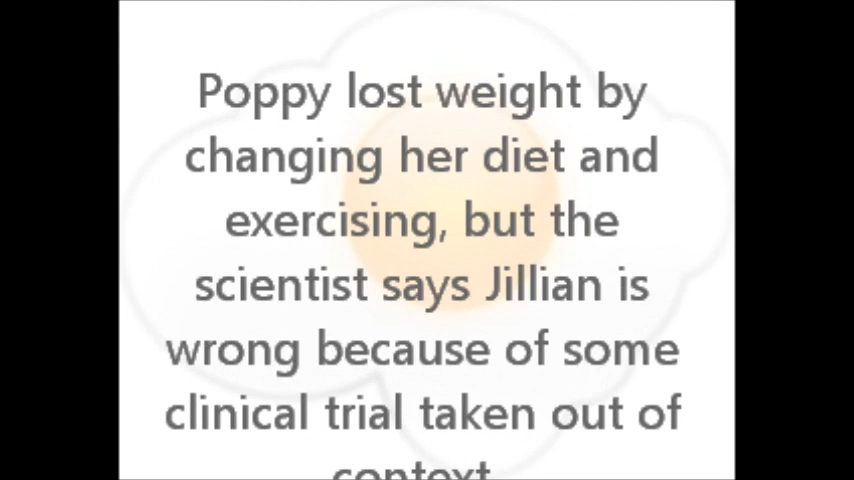 Poppy lost weight by
changing her diet and
exercising, but the
scientist says Jillian is
wrong because of some
clinical trial taken out of
context